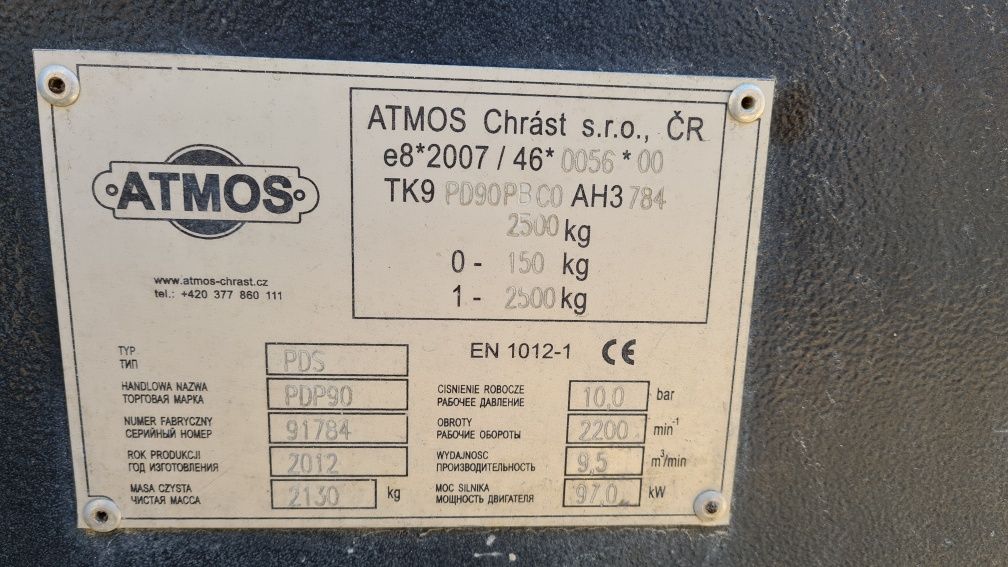 ATMOS
www.atmos-chrast.cz
tel.: +420 377 860 111
ATMOS Chrást s.r.o., ČR
e8*2007 / 46* 0056 * 00
TK9 PD90PBC0 AH3 784
2500 kg
0 - 150 kg
1 - 2500 kg
EN 1012-1 CE
TYP
ТИП
PDS
HANDLOWA NAZWA
ТОРГОВАЯ МАРКА
PDP90
NUMER FABRYCZNY
СЕРИЙНЫЙ НОМЕР
91784
ROK PRODUKCJI
ГОД ИЗГОТОВЛЕНИЯ
2012
MASA CZYSTA
ЧИСТАЯ МАССА
2130 kg
CISNIENIE ROBOCZE
РАБОЧЕЕ ДАВЛЕНИЕ
10,0 bar
OBROTY
РАБОЧИЕ ОБОРОТЫ
2200 min⁻¹
WYDAJNOSC
ПРОИЗВОДИТЕЛЬНОСТЬ
9,5 m³/min
MOC SILNIKA
МОЩНОСТЬ ДВИГАТЕЛЯ
97,0 kW